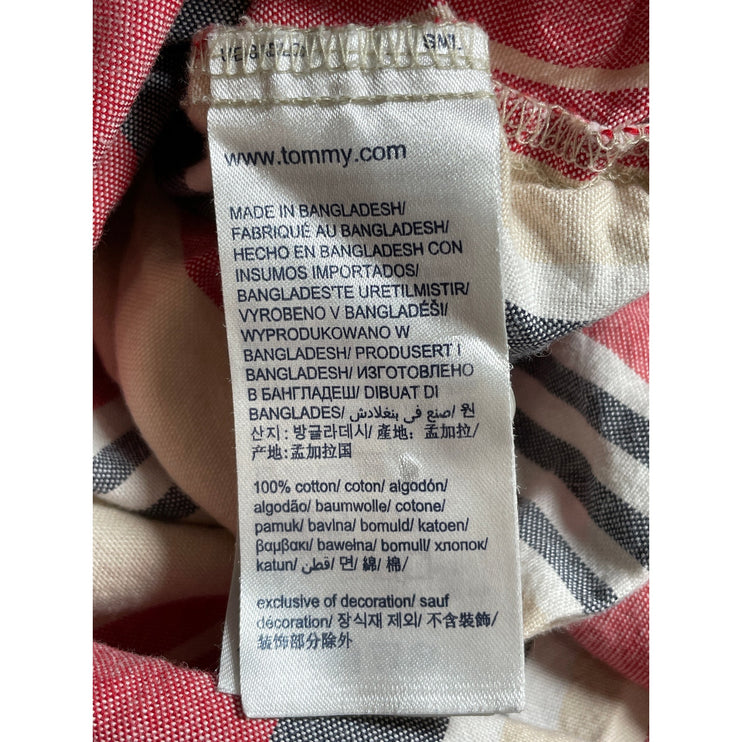 www.tommy.com
MADE IN BANGLADESH/
FABRIQUÉ AU BANGLADESH/
HECHO EN BANGLADESH CON
INSUMOS IMPORTADOS/
BANGLADES'TE URETILMISTIR/
VYROBENO V BANGLADÉŠI/
WYPRODUKOWANO W
BANGLADESH/ PRODUSERT I
BANGLADESH/ ИЗГОТОВЛЕНО
В БАНГЛАДЕШ/ DIBUAT DI
BANGLADES/ صنع في بنغلادش/ 원
산지: 방글라데시/ 產地: 孟加拉/
产地:孟加拉国
100% cotton/ coton/ algodón/
algodão/ baumwolle/ cotone/
pamuk/ bavlna/ bomuld/ katoen/
βαμβακι/ bawełna/ bomull/ хлопок/
katun/ قطن/ 면/ 綿/ 棉/
exclusive of decoration/ sauf
décoration/ 장식재 제외/ 不含裝飾/
装饰部分除外